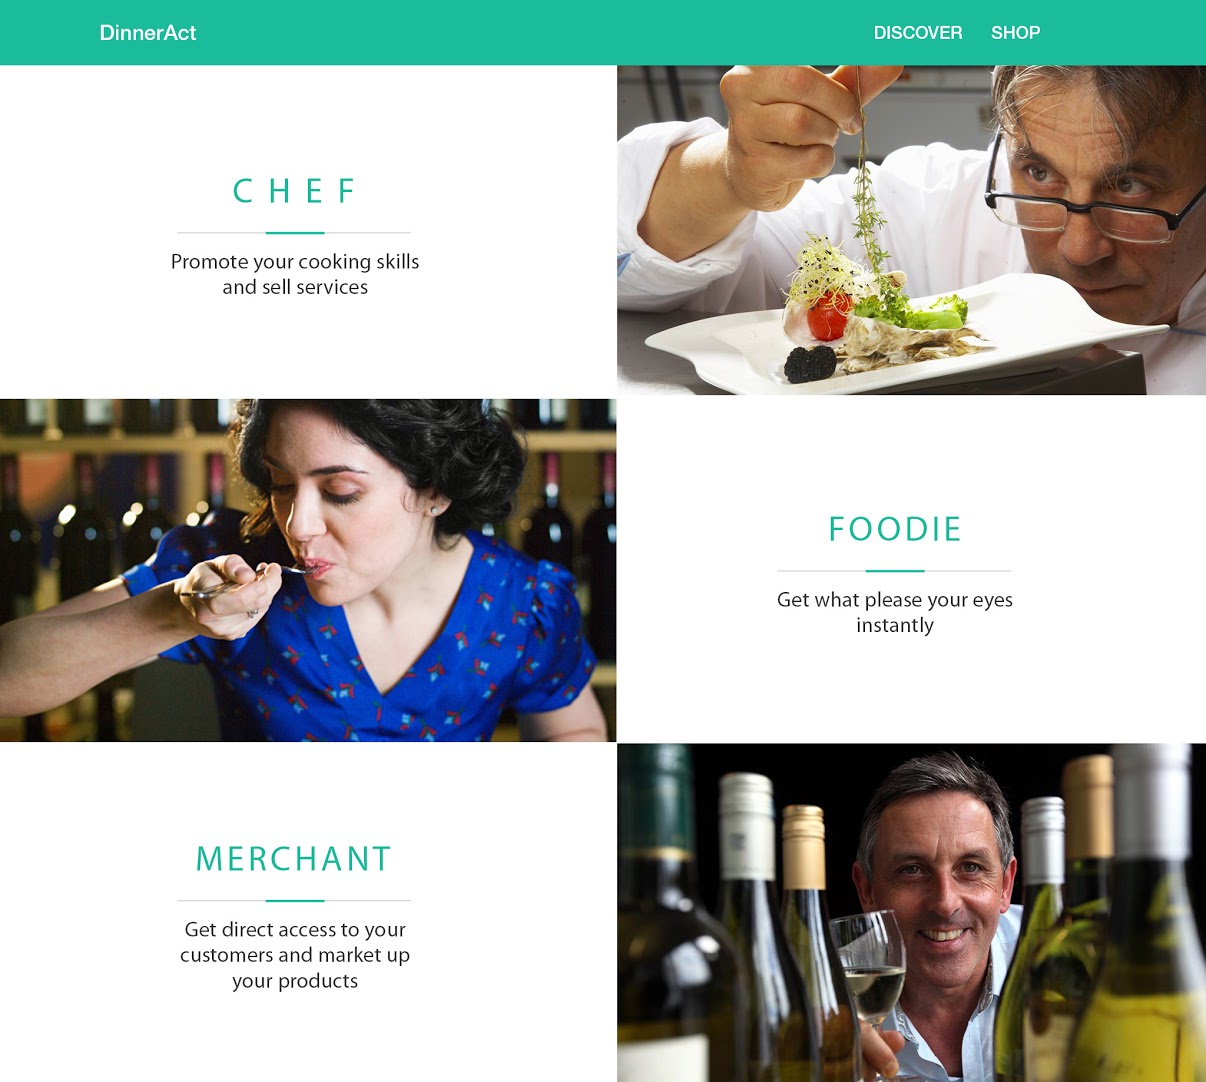 DinnerAct
DISCOVER SHOP
CHEF
Promote your cooking skills
and sell services
FOODIE
Get what please your eyes
instantly
MERCHANT
Get direct access to your
customers and market up
your products